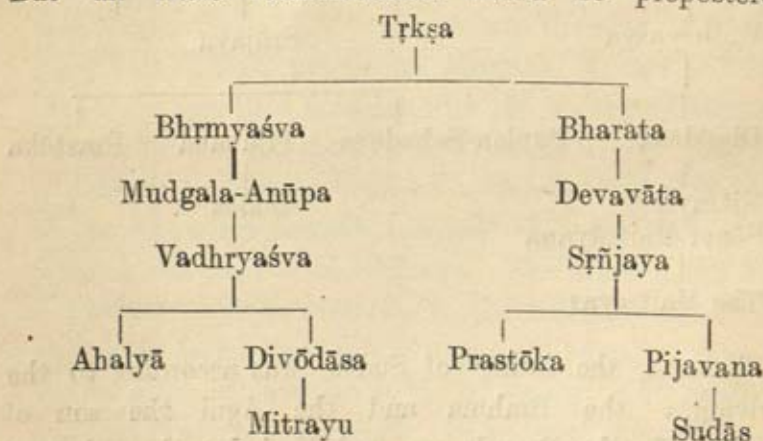 Tṛkṣa
Bhṛmyaśva Bharata
Mudgala-Anūpa Devavāta
Vadhryaśva Sṛñjaya
Ahalyā Divōdāsa Prastōka Pijavana
Mitrayu Sudās